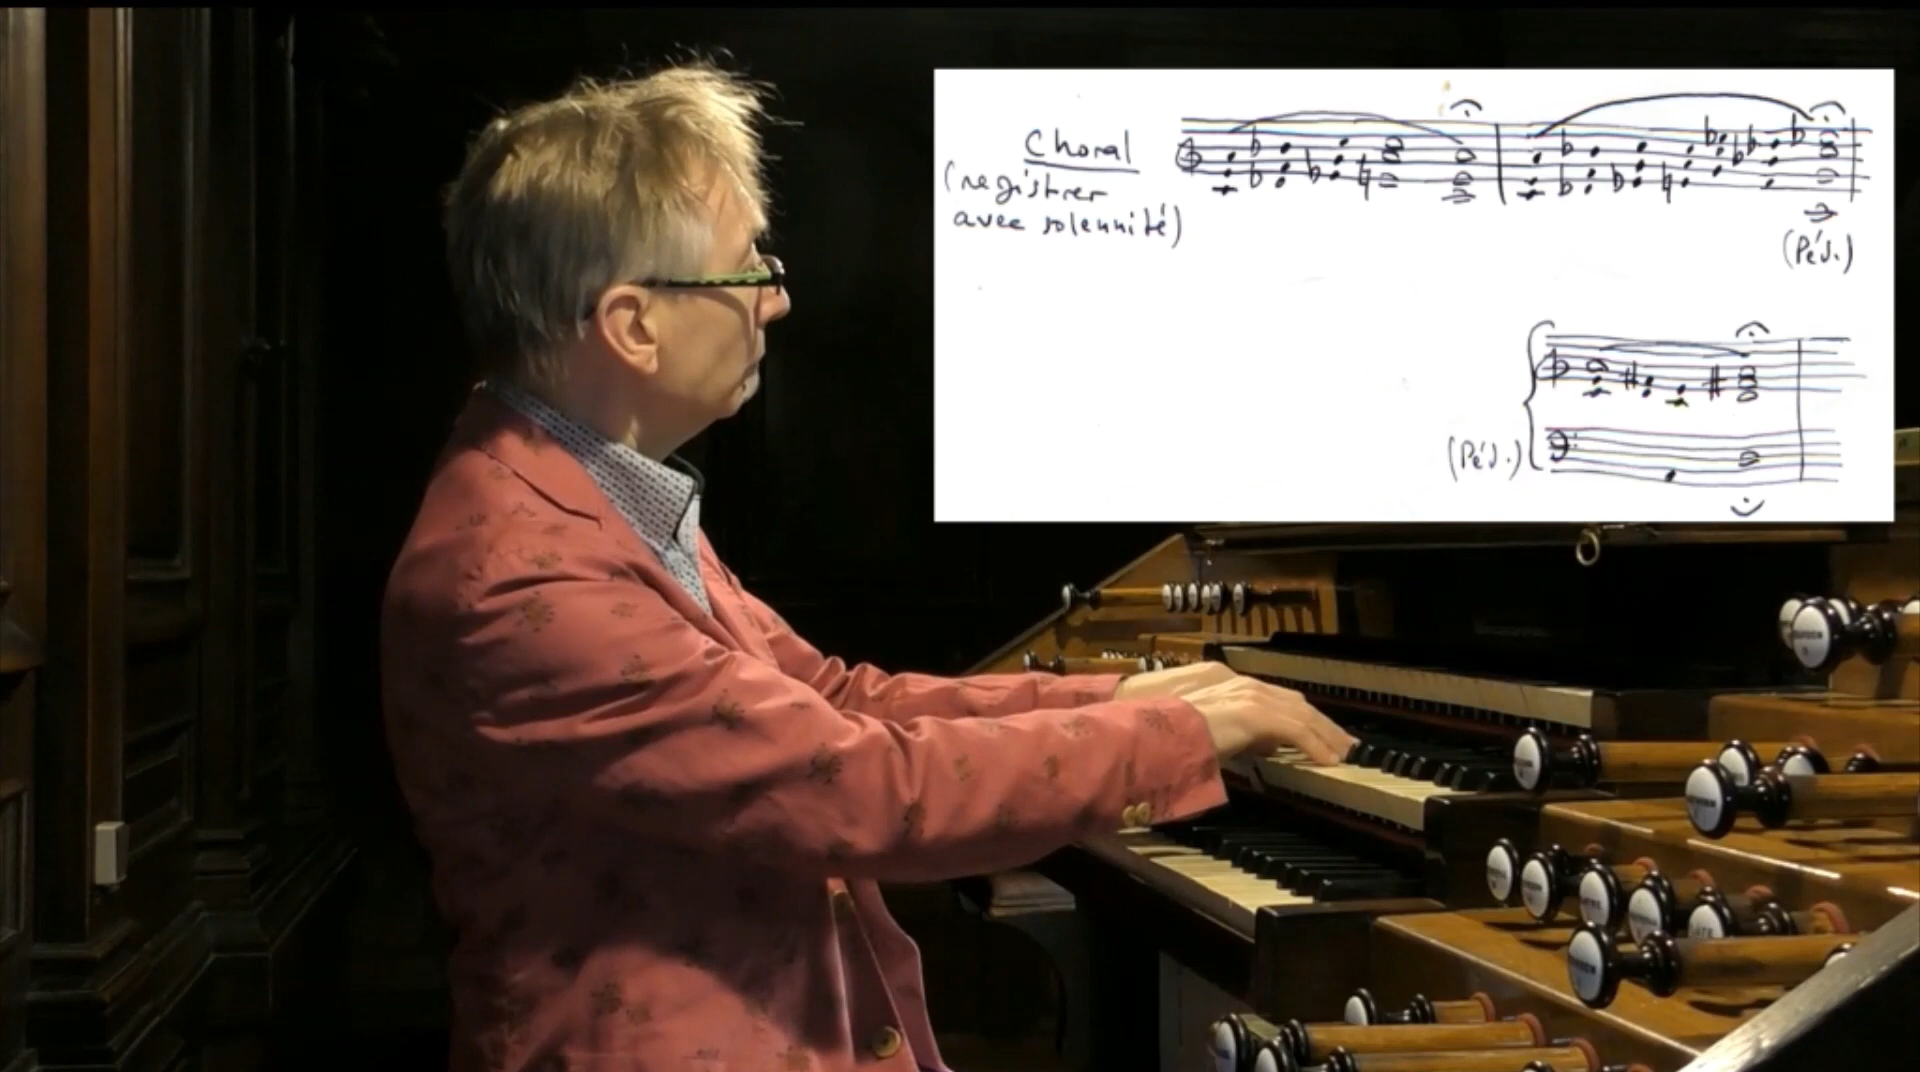 Choral
(registrer
avec solennité)
(Péd.)
(Péd.)